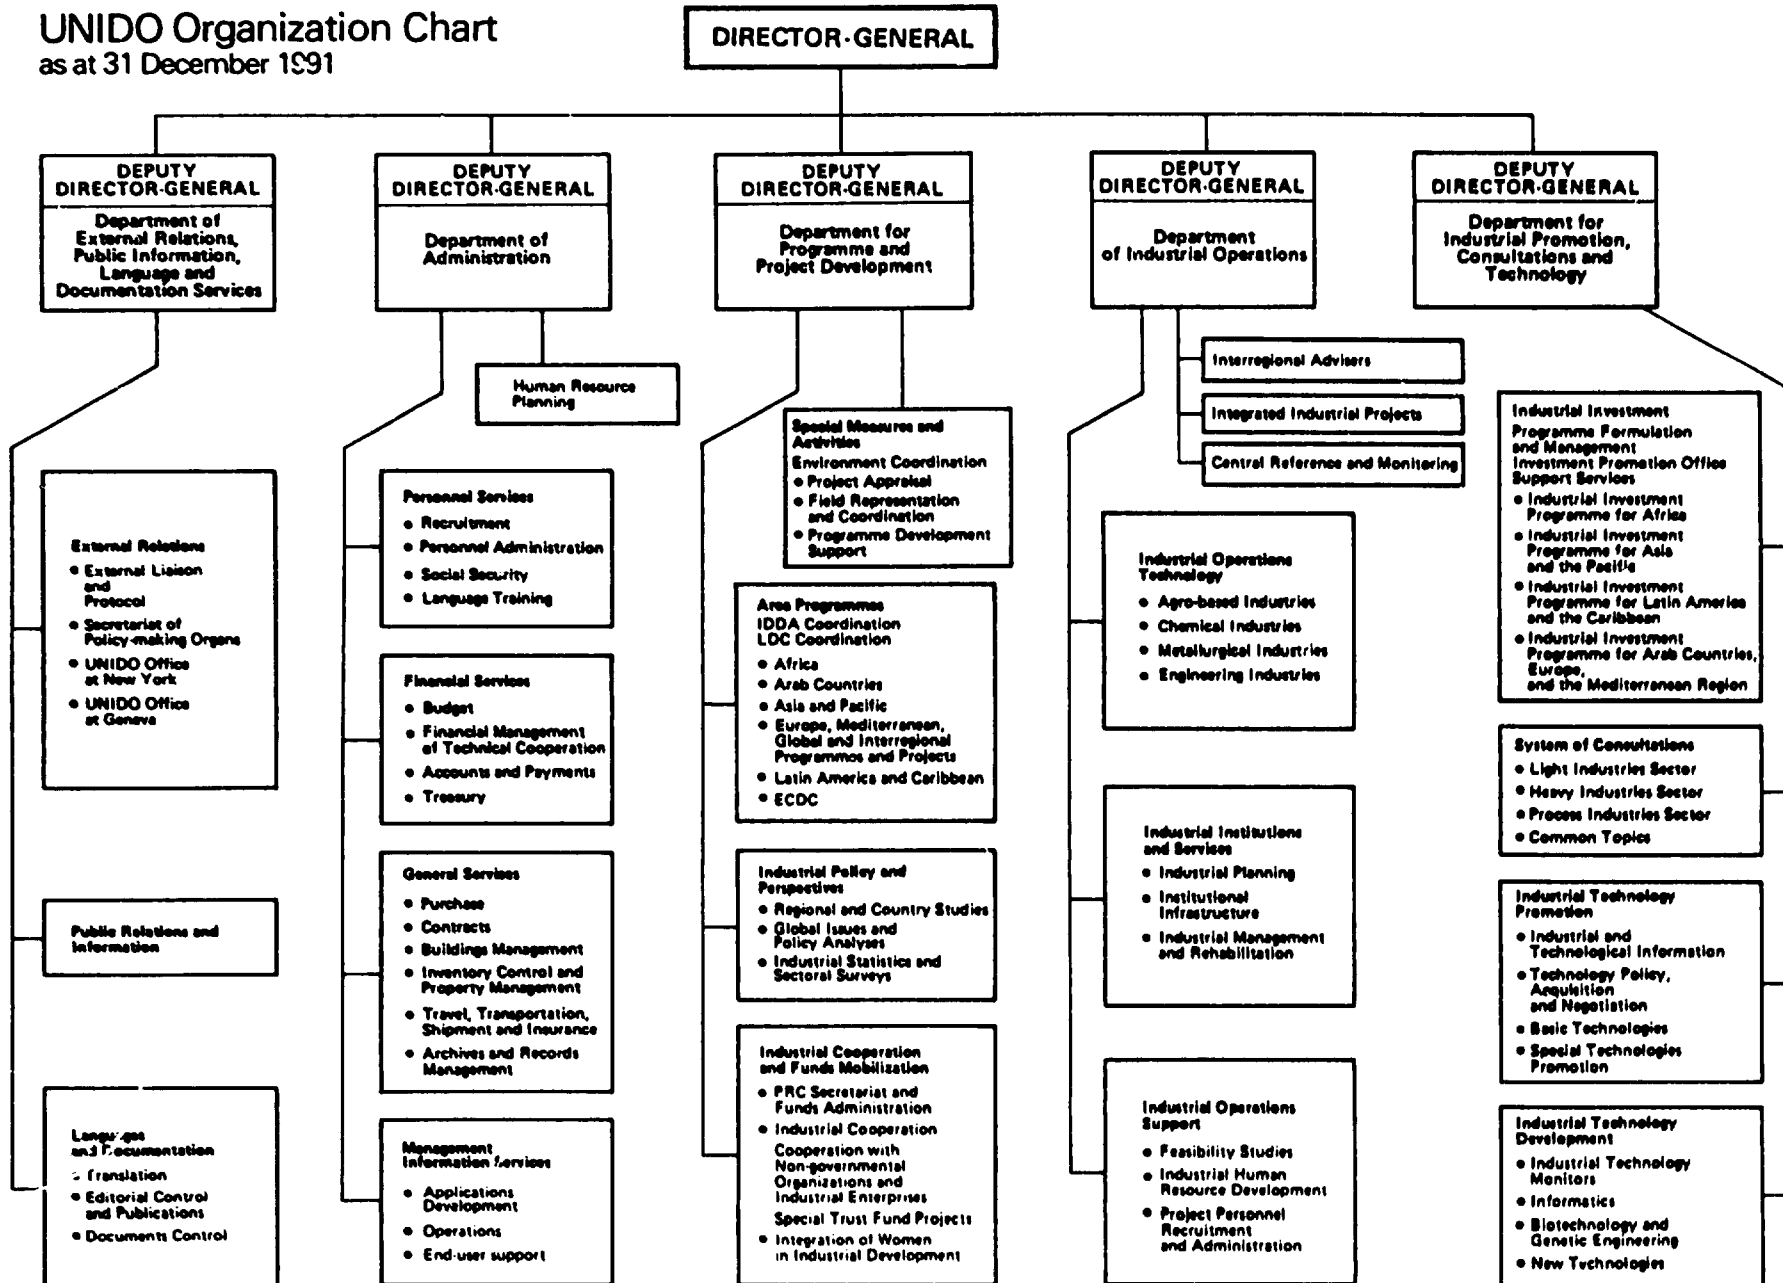 UNIDO Organization Chart
as at 31 December 1991
DIRECTOR-GENERAL
DEPUTY
DIRECTOR-GENERAL
Department of
External Relations,
Public Information,
Language and
Documentation Services
DEPUTY
DIRECTOR-GENERAL
Department of
Administration
DEPUTY
DIRECTOR-GENERAL
Department for
Programme and
Project Development
DEPUTY
DIRECTOR-GENERAL
Department
of Industrial Operations
DEPUTY
DIRECTOR-GENERAL
Department for
Industrial Promotion,
Consultations and
Technology
External Relations
• External Liaison
and
Protocol
• Secretariat of
Policy-making Organs
• UNIDO Office
at New York
• UNIDO Office
at Geneva
Public Relations and
Information
Languages
and Documentation
• Translation
• Editorial Control
and Publications
• Documents Control
Human Resource
Planning
Personnel Services
• Recruitment
• Personnel Administration
• Social Security
• Language Training
Financial Services
• Budget
• Financial Management
of Technical Cooperation
• Accounts and Payments
• Treasury
General Services
• Purchase
• Contracts
• Buildings Management
• Inventory Control and
Property Management
• Travel, Transportation,
Shipment and Insurance
• Archives and Records
Management
Management
Information Services
• Applications
Development
• Operations
• End-user support
Special Measures and
Activities
Environment Coordination
• Project Appraisal
• Field Representation
and Coordination
• Programme Development
Support
Area Programmes
IDDA Coordination
LDC Coordination
• Africa
• Arab Countries
• Asia and Pacific
• Europe, Mediterranean,
Global and Interregional
Programmes and Projects
• Latin America and Caribbean
• ECDC
Industrial Policy and
Perspectives
• Regional and Country Studies
• Global Issues and
Policy Analyses
• Industrial Statistics and
Sectoral Surveys
Industrial Cooperation
and Funds Mobilization
• PRC Secretariat and
Funds Administration
• Industrial Cooperation
Cooperation with
Non-governmental
Organizations and
Industrial Enterprises
Special Trust Fund Projects
• Integration of Women
in Industrial Development
Interregional Advisers
Integrated Industrial Projects
Central Reference and Monitoring
Industrial Operations
Technology
• Agro-based Industries
• Chemical Industries
• Metallurgical Industries
• Engineering Industries
Industrial Institutions
and Services
• Industrial Planning
• Institutional
Infrastructure
• Industrial Management
and Rehabilitation
Industrial Operations
Support
• Feasibility Studies
• Industrial Human
Resource Development
• Project Personnel
Recruitment
and Administration
Industrial Investment
Programme Formulation
and Management
Investment Promotion Office
Support Services
• Industrial Investment
Programme for Africa
• Industrial Investment
Programme for Asia
and the Pacific
• Industrial Investment
Programme for Latin America
and the Caribbean
• Industrial Investment
Programme for Arab Countries,
Europe,
and the Mediterranean Region
System of Consultations
• Light Industries Sector
• Heavy Industries Sector
• Process Industries Sector
• Common Topics
Industrial Technology
Promotion
• Industrial and
Technological Information
• Technology Policy,
Acquisition
and Negotiation
• Basic Technologies
• Special Technologies
Promotion
Industrial Technology
Development
• Industrial Technology
Monitors
• Informatics
• Biotechnology and
Genetic Engineering
• New Technologies